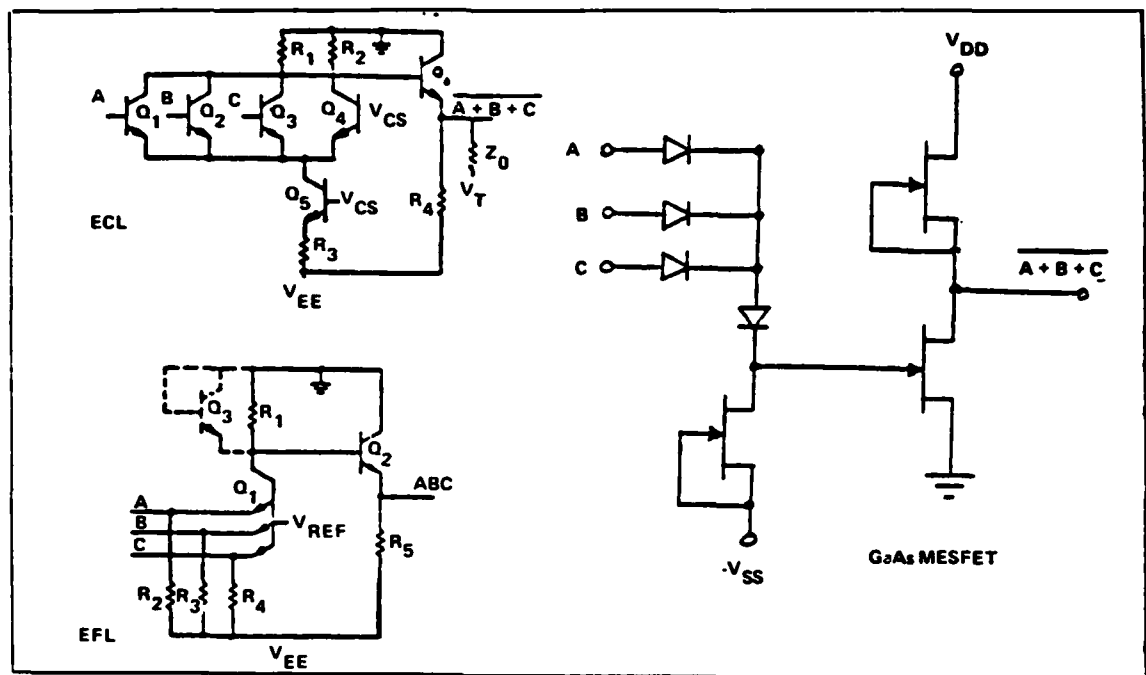 R1
R2
Q
A
B
C
Q1
Q2
Q3
Q4
VCS
A + B + C
Z0
VT
Q5
VCS
R4
ECL
R3
VEE
Q3
R1
Q2
Q1
ABC
A
B
C
VREF
R5
R2
R3
R4
EFL
VEE
VDD
A
B
C
A + B + C
-VSS
GaAs MESFET